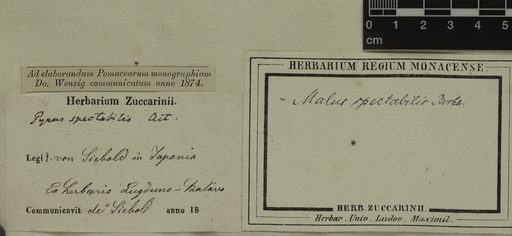 Ad elaborandum Pomacearum monographiam
Do. Wenzig communicatum anno 1874.
Herbarium Zuccarinii.
Pyrus spectabilis Ait.
Legit v. von Siebold in Japonia
Ex herbario Lugduno-Batavo
Communicavit de Siebold anno 18
0 1 2 3 4 5
cm
HERBARIUM REGIUM MONACENSE.
= Malus spectabilis Borkh.
HERB. ZUCCARINII.
Herbar. Univ. Ludov. Maximil.